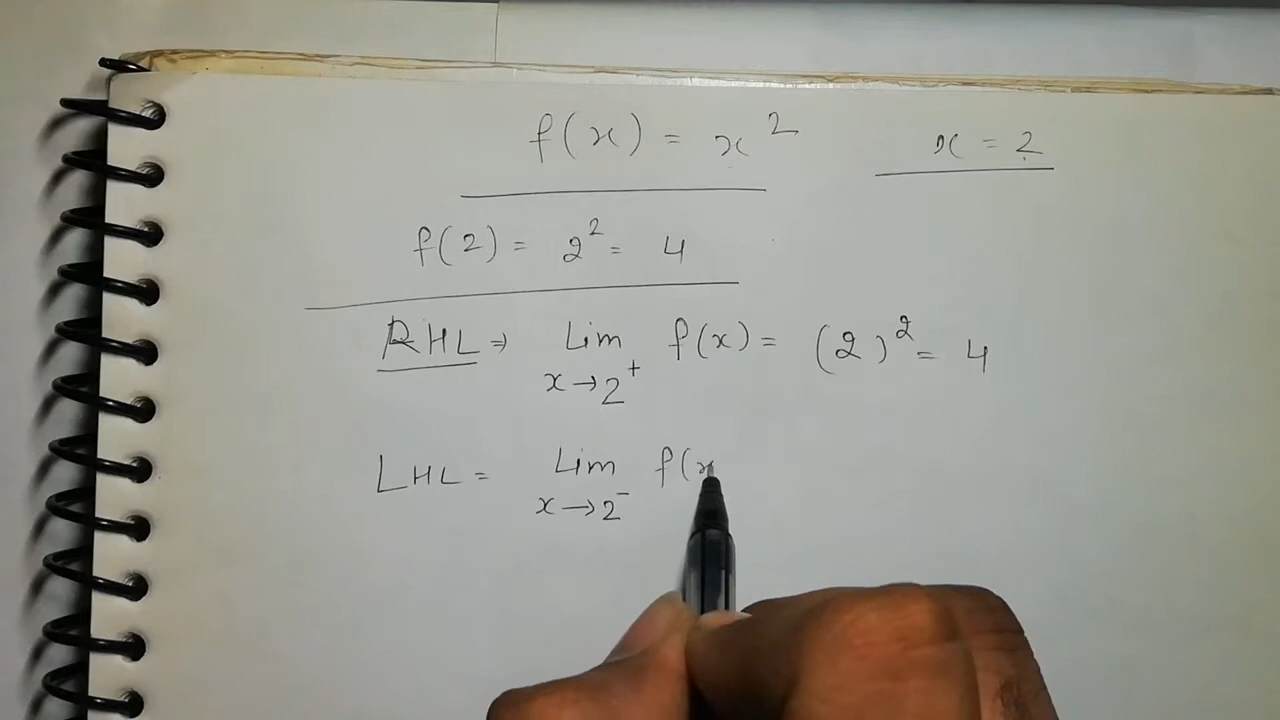 f(x) = x² x = 2
f(2) = 2² = 4
RHL ⇒ Lim x→2⁺ f(x) = (2)² = 4
LHL = Lim x→2⁻ f(x